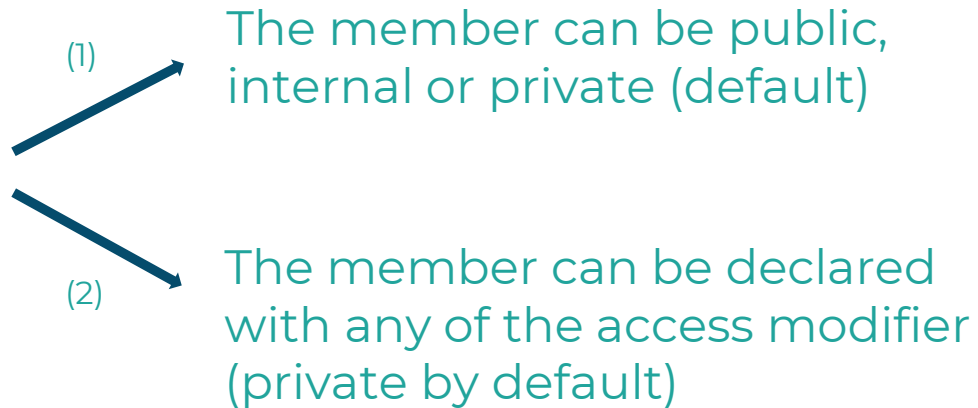 (1)
The member can be public,
internal or private (default)
(2)
The member can be declared
with any of the access modifier
(private by default)